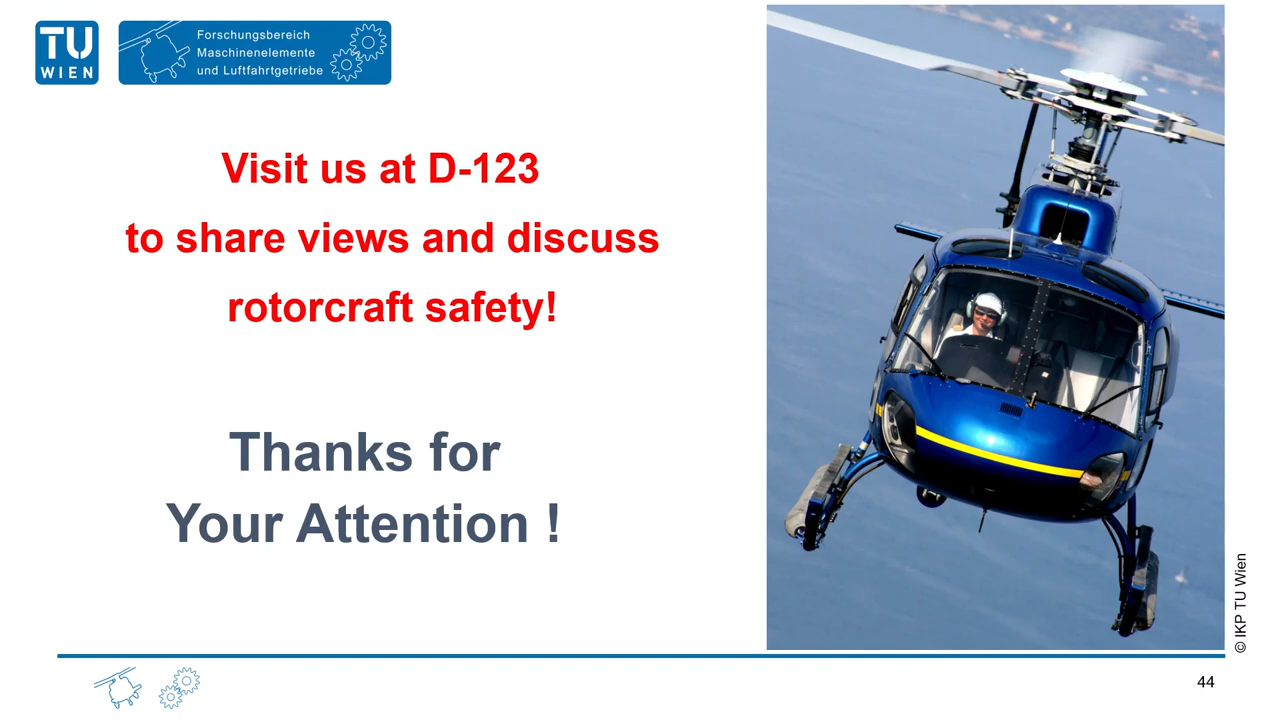 TU
WIEN
Forschungsbereich
Maschinenelemente
und Luftfahrtgetriebe
Visit us at D-123
to share views and discuss
rotorcraft safety!
Thanks for
Your Attention !
© IKP TU Wien
44